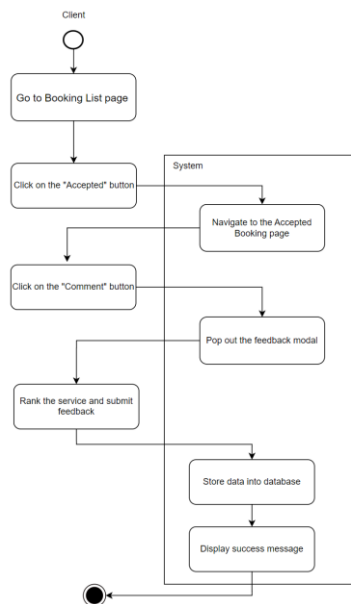 Client
Go to Booking List page
Click on the "Accepted" button
System
Navigate to the Accepted
Booking page
Click on the "Comment" button
Pop out the feedback modal
Rank the service and submit
feedback
Store data into database
Display success message